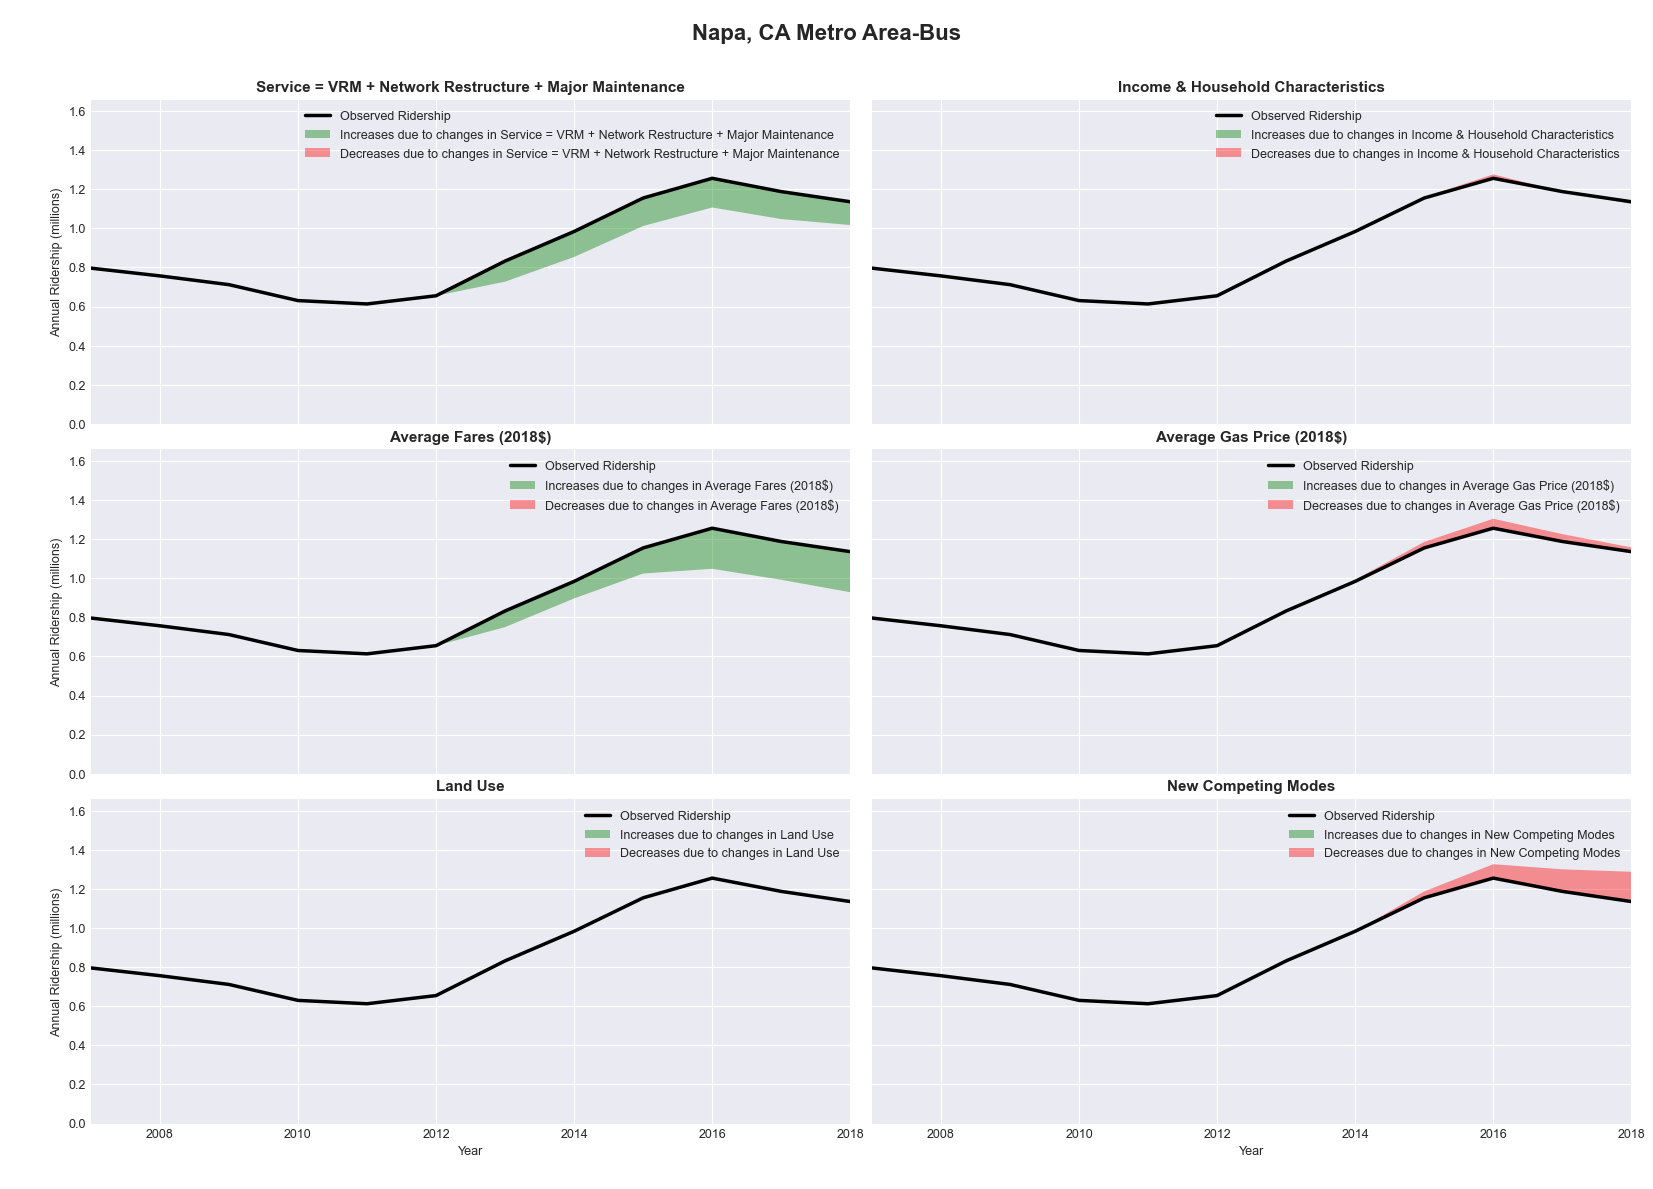 Napa, CA Metro Area-Bus
Service = VRM + Network Restructure + Major Maintenance
Observed Ridership
Increases due to changes in Service = VRM + Network Restructure + Major Maintenance
Decreases due to changes in Service = VRM + Network Restructure + Major Maintenance
Annual Ridership (millions)
1.6
1.4
1.2
1.0
0.8
0.6
0.4
0.2
0.0
Income & Household Characteristics
Observed Ridership
Increases due to changes in Income & Household Characteristics
Decreases due to changes in Income & Household Characteristics
Average Fares (2018$)
Observed Ridership
Increases due to changes in Average Fares (2018$)
Decreases due to changes in Average Fares (2018$)
Annual Ridership (millions)
1.6
1.4
1.2
1.0
0.8
0.6
0.4
0.2
0.0
Average Gas Price (2018$)
Observed Ridership
Increases due to changes in Average Gas Price (2018$)
Decreases due to changes in Average Gas Price (2018$)
Land Use
Observed Ridership
Increases due to changes in Land Use
Decreases due to changes in Land Use
Annual Ridership (millions)
1.6
1.4
1.2
1.0
0.8
0.6
0.4
0.2
0.0
2008 2010 2012 2014 2016 2018
Year
New Competing Modes
Observed Ridership
Increases due to changes in New Competing Modes
Decreases due to changes in New Competing Modes
2008 2010 2012 2014 2016 2018
Year